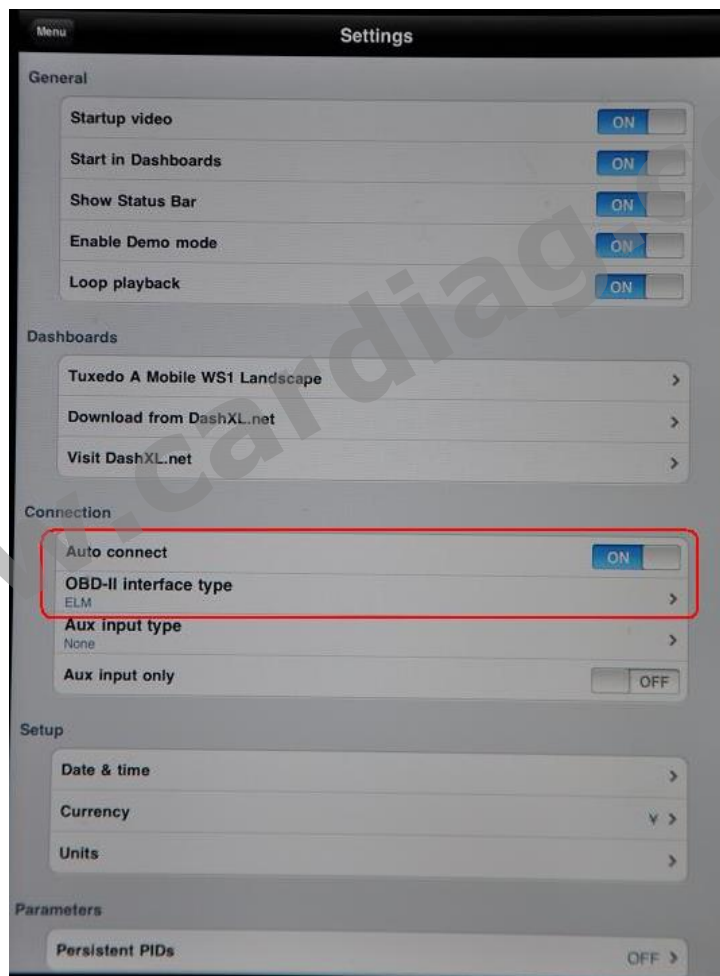 Menu
Settings
General
Startup video ON
Start in Dashboards ON
Show Status Bar ON
Enable Demo mode ON
Loop playback ON
Dashboards
Tuxedo A Mobile WS1 Landscape >
Download from DashXL.net >
Visit DashXL.net >
Connection
Auto connect ON
OBD-II interface type >
ELM
Aux input type >
None
Aux input only OFF
Setup
Date & time >
Currency ¥ >
Units >
Parameters
Persistent PIDs OFF >
w.cardiag.co